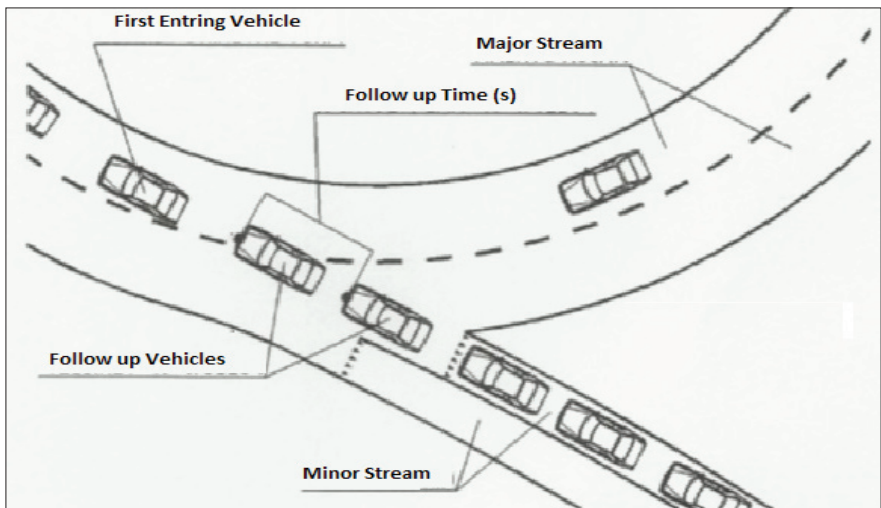 First Entring Vehicle
Major Stream
Follow up Time (s)
Follow up Vehicles
Minor Stream